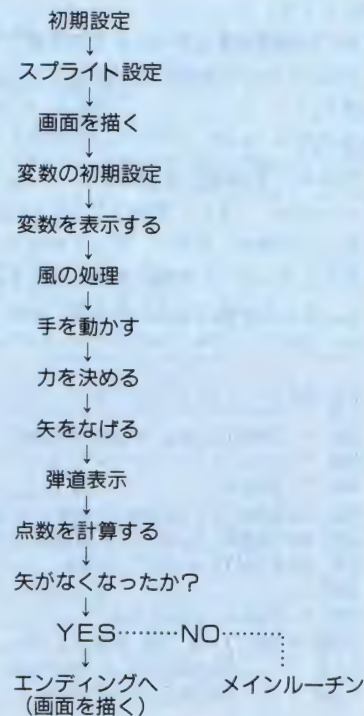 初期設定
↓
スプライト設定
↓
画面を描く
↓
変数の初期設定
↓
変数を表示する
↓
風の処理
↓
手を動かす
↓
力を決める
↓
矢をなげる
↓
弾道表示
↓
点数を計算する
↓
矢がなくなったか?
↓
YES………NO………
↓
エンディングへ メインルーチン
(画面を描く)